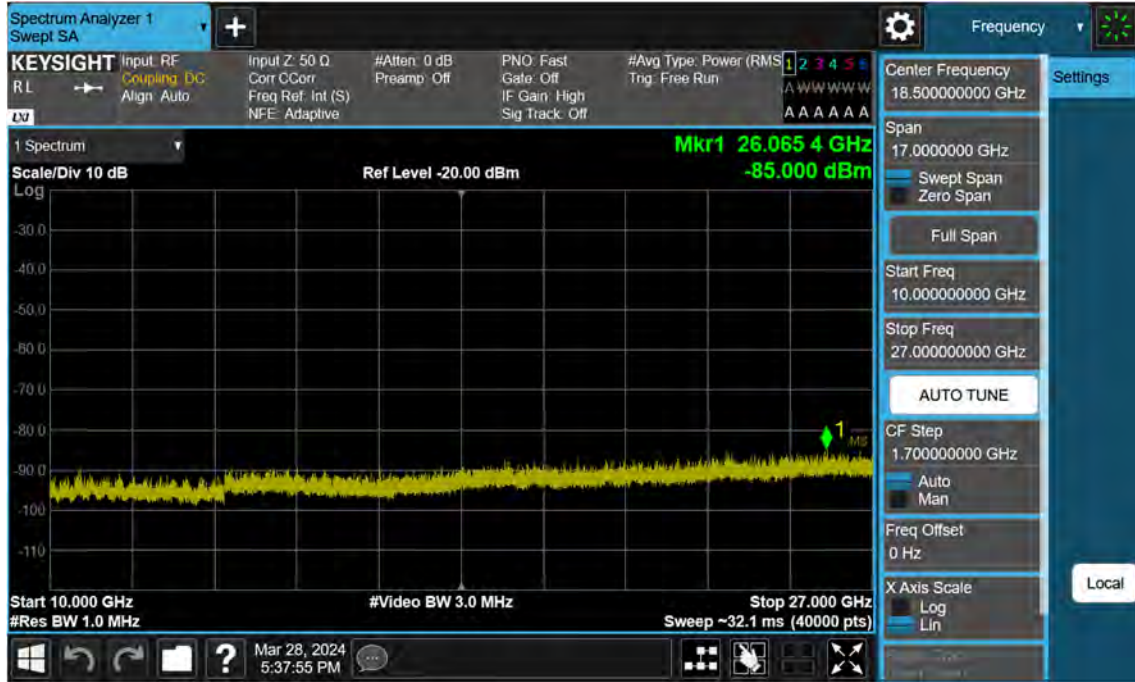 Spectrum Analyzer 1
Swept SA
Frequency
KEYSIGHT
RL
LXI
Input: RF
Coupling: DC
Align: Auto
Input Z: 50 Ω
Corr CCorr
Freq Ref: Int (S)
NFE: Adaptive
#Atten: 0 dB
Preamp: Off
PNO: Fast
Gate: Off
IF Gain: High
Sig Track: Off
#Avg Type: Power (RMS
Trig: Free Run
1 2 3 4 5 6
A W W W W W
A A A A A A
1 Spectrum
Scale/Div 10 dB
Ref Level -20.00 dBm
Mkr1 26.065 4 GHz
-85.000 dBm
Log
-30.0
-40.0
-50.0
-60.0
-70.0
-80.0
-90.0
-100
-110
1
Start 10.000 GHz
#Res BW 1.0 MHz
#Video BW 3.0 MHz
Stop 27.000 GHz
Sweep ~32.1 ms (40000 pts)
Center Frequency
18.500000000 GHz
Span
17.0000000 GHz
Swept Span
Zero Span
Full Span
Start Freq
10.000000000 GHz
Stop Freq
27.000000000 GHz
AUTO TUNE
CF Step
1.700000000 GHz
Auto
Man
Freq Offset
0 Hz
X Axis Scale
Log
Lin
Settings
Local
?
Mar 28, 2024
5:37:55 PM